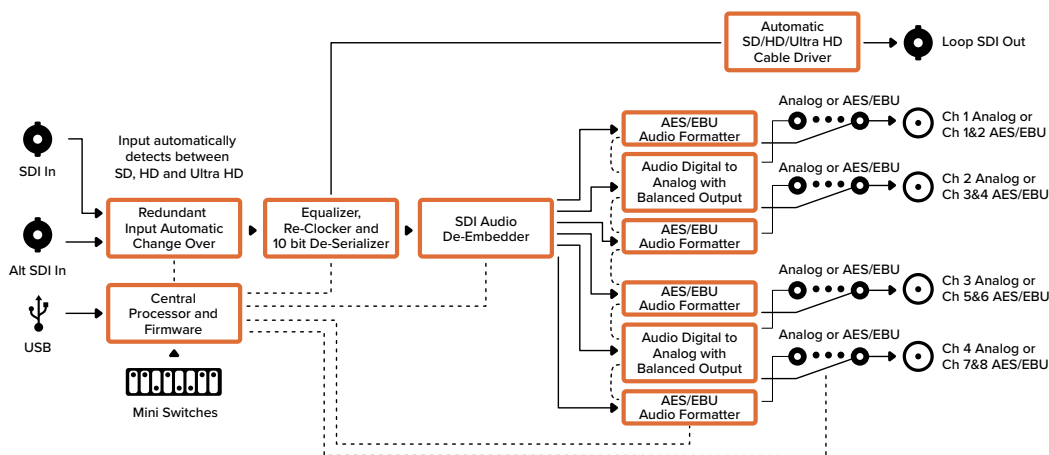 Automatic
SD/HD/Ultra HD
Cable Driver
Loop SDI Out
SDI In
Input automatically
detects between
SD, HD and Ultra HD
Alt SDI In
Redundant
Input Automatic
Change Over
Equalizer,
Re-Clocker and
10 bit De-Serializer
SDI Audio
De-Embedder
USB
Central
Processor and
Firmware
Mini Switches
AES/EBU
Audio Formatter
Audio Digital to
Analog with
Balanced Output
AES/EBU
Audio Formatter
AES/EBU
Audio Formatter
Audio Digital to
Analog with
Balanced Output
AES/EBU
Audio Formatter
Analog or AES/EBU
Ch 1 Analog or
Ch 1&2 AES/EBU
Analog or AES/EBU
Ch 2 Analog or
Ch 3&4 AES/EBU
Analog or AES/EBU
Ch 3 Analog or
Ch 5&6 AES/EBU
Analog or AES/EBU
Ch 4 Analog or
Ch 7&8 AES/EBU